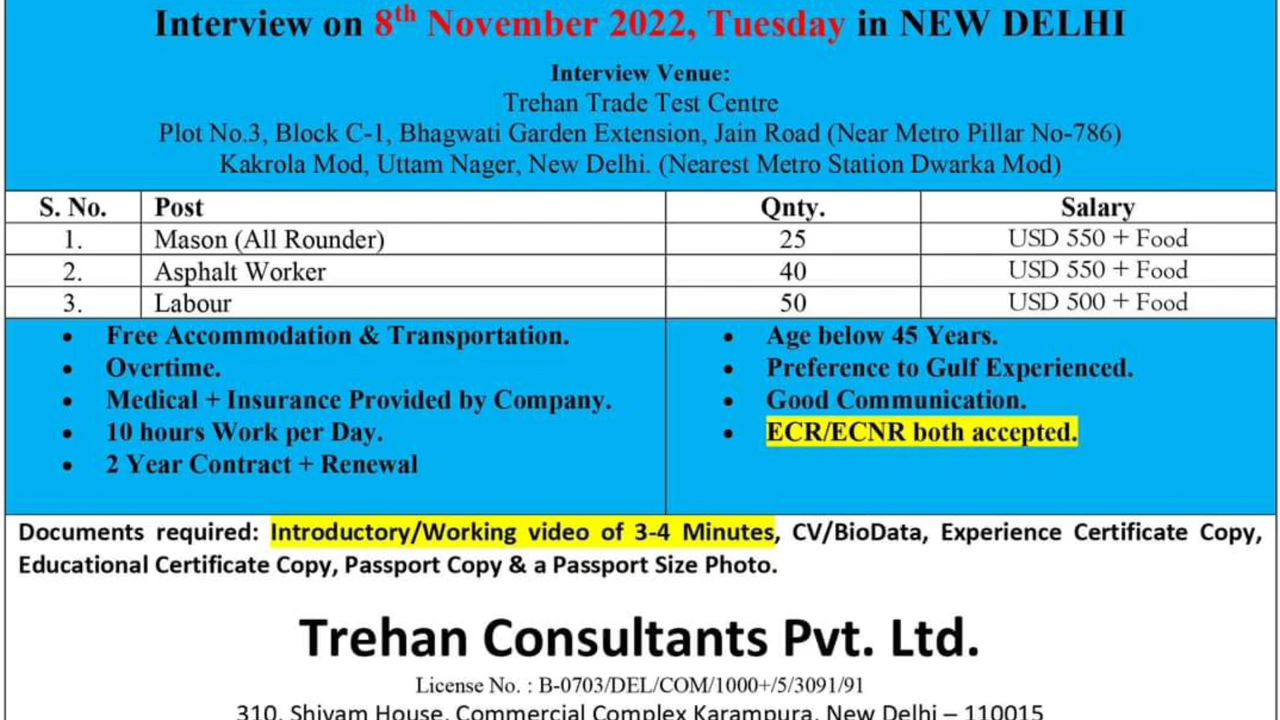 Interview on 8th November 2022, Tuesday in NEW DELHI
Interview Venue:
Trehan Trade Test Centre
Plot No.3, Block C-1, Bhagwati Garden Extension, Jain Road (Near Metro Pillar No-786)
Kakrola Mod, Uttam Nager, New Delhi. (Nearest Metro Station Dwarka Mod)
S. No. Post Qnty. Salary
1. Mason (All Rounder) 25 USD 550 + Food
2. Asphalt Worker 40 USD 550 + Food
3. Labour 50 USD 500 + Food
• Free Accommodation & Transportation.
• Overtime.
• Medical + Insurance Provided by Company.
• 10 hours Work per Day.
• 2 Year Contract + Renewal
• Age below 45 Years.
• Preference to Gulf Experienced.
• Good Communication.
• ECR/ECNR both accepted.
Documents required: Introductory/Working video of 3-4 Minutes, CV/BioData, Experience Certificate Copy,
Educational Certificate Copy, Passport Copy & a Passport Size Photo.
Trehan Consultants Pvt. Ltd.
License No. : B-0703/DEL/COM/1000+/5/3091/91
310, Shivam House, Commercial Complex Karampura, New Delhi – 110015